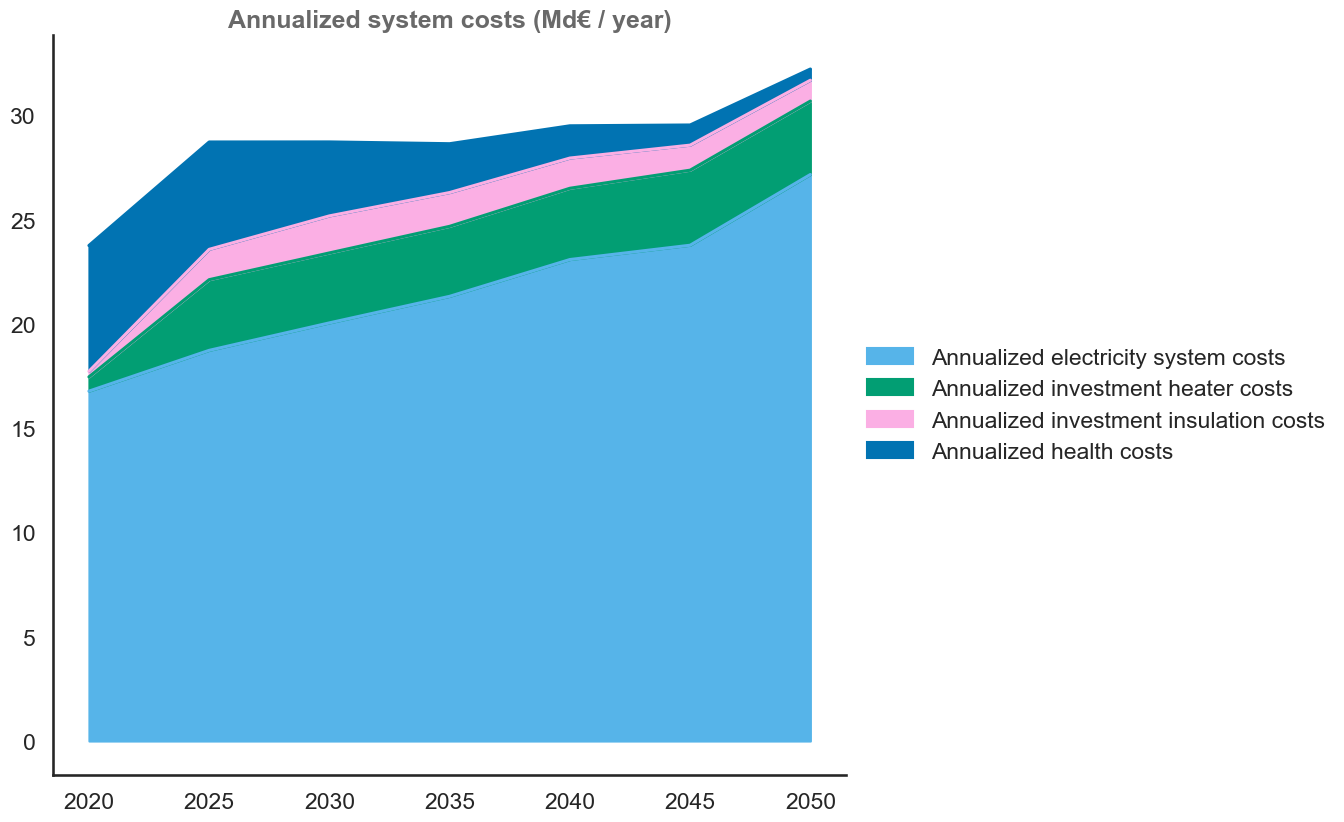 Annualized system costs (Md€ / year)
30
25
20
15
10
5
0
2020 2025 2030 2035 2040 2045 2050
Annualized electricity system costs
Annualized investment heater costs
Annualized investment insulation costs
Annualized health costs